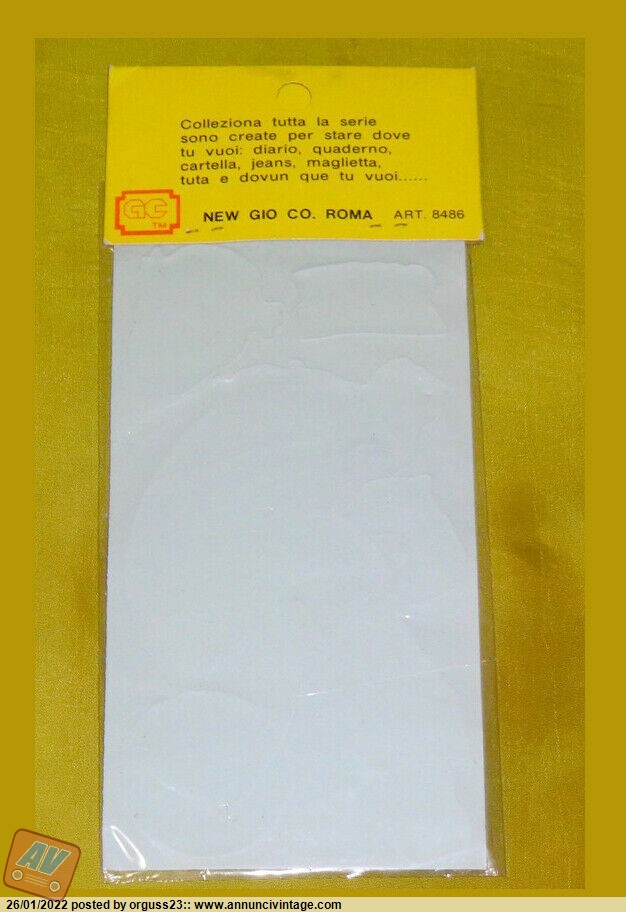 Colleziona tutta la serie
sono create per stare dove
tu vuoi: diario, quaderno,
cartella, jeans, maglietta,
tuta e dovun que tu vuoi......
GC
TM
NEW GIO CO. ROMA ART. 8486
AV
26/01/2022 posted by orguss23:: www.annuncivintage.com